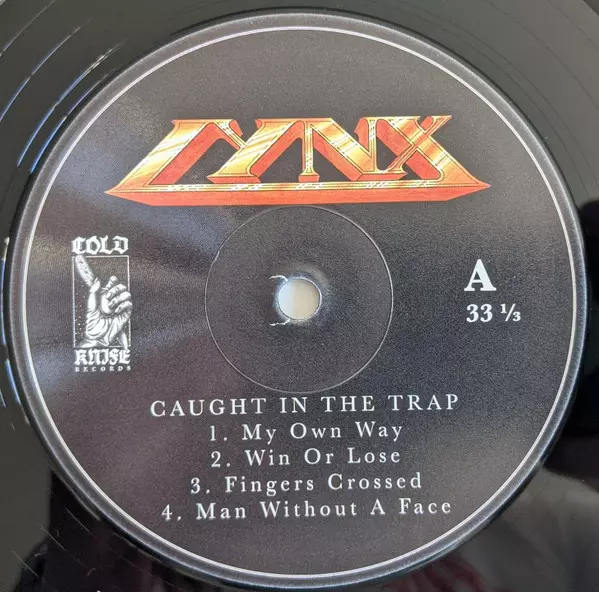 LYNX
COLD
KNIFE
RECORDS
A
33 ⅓
CAUGHT IN THE TRAP
1. My Own Way
2. Win Or Lose
3. Fingers Crossed
4. Man Without A Face